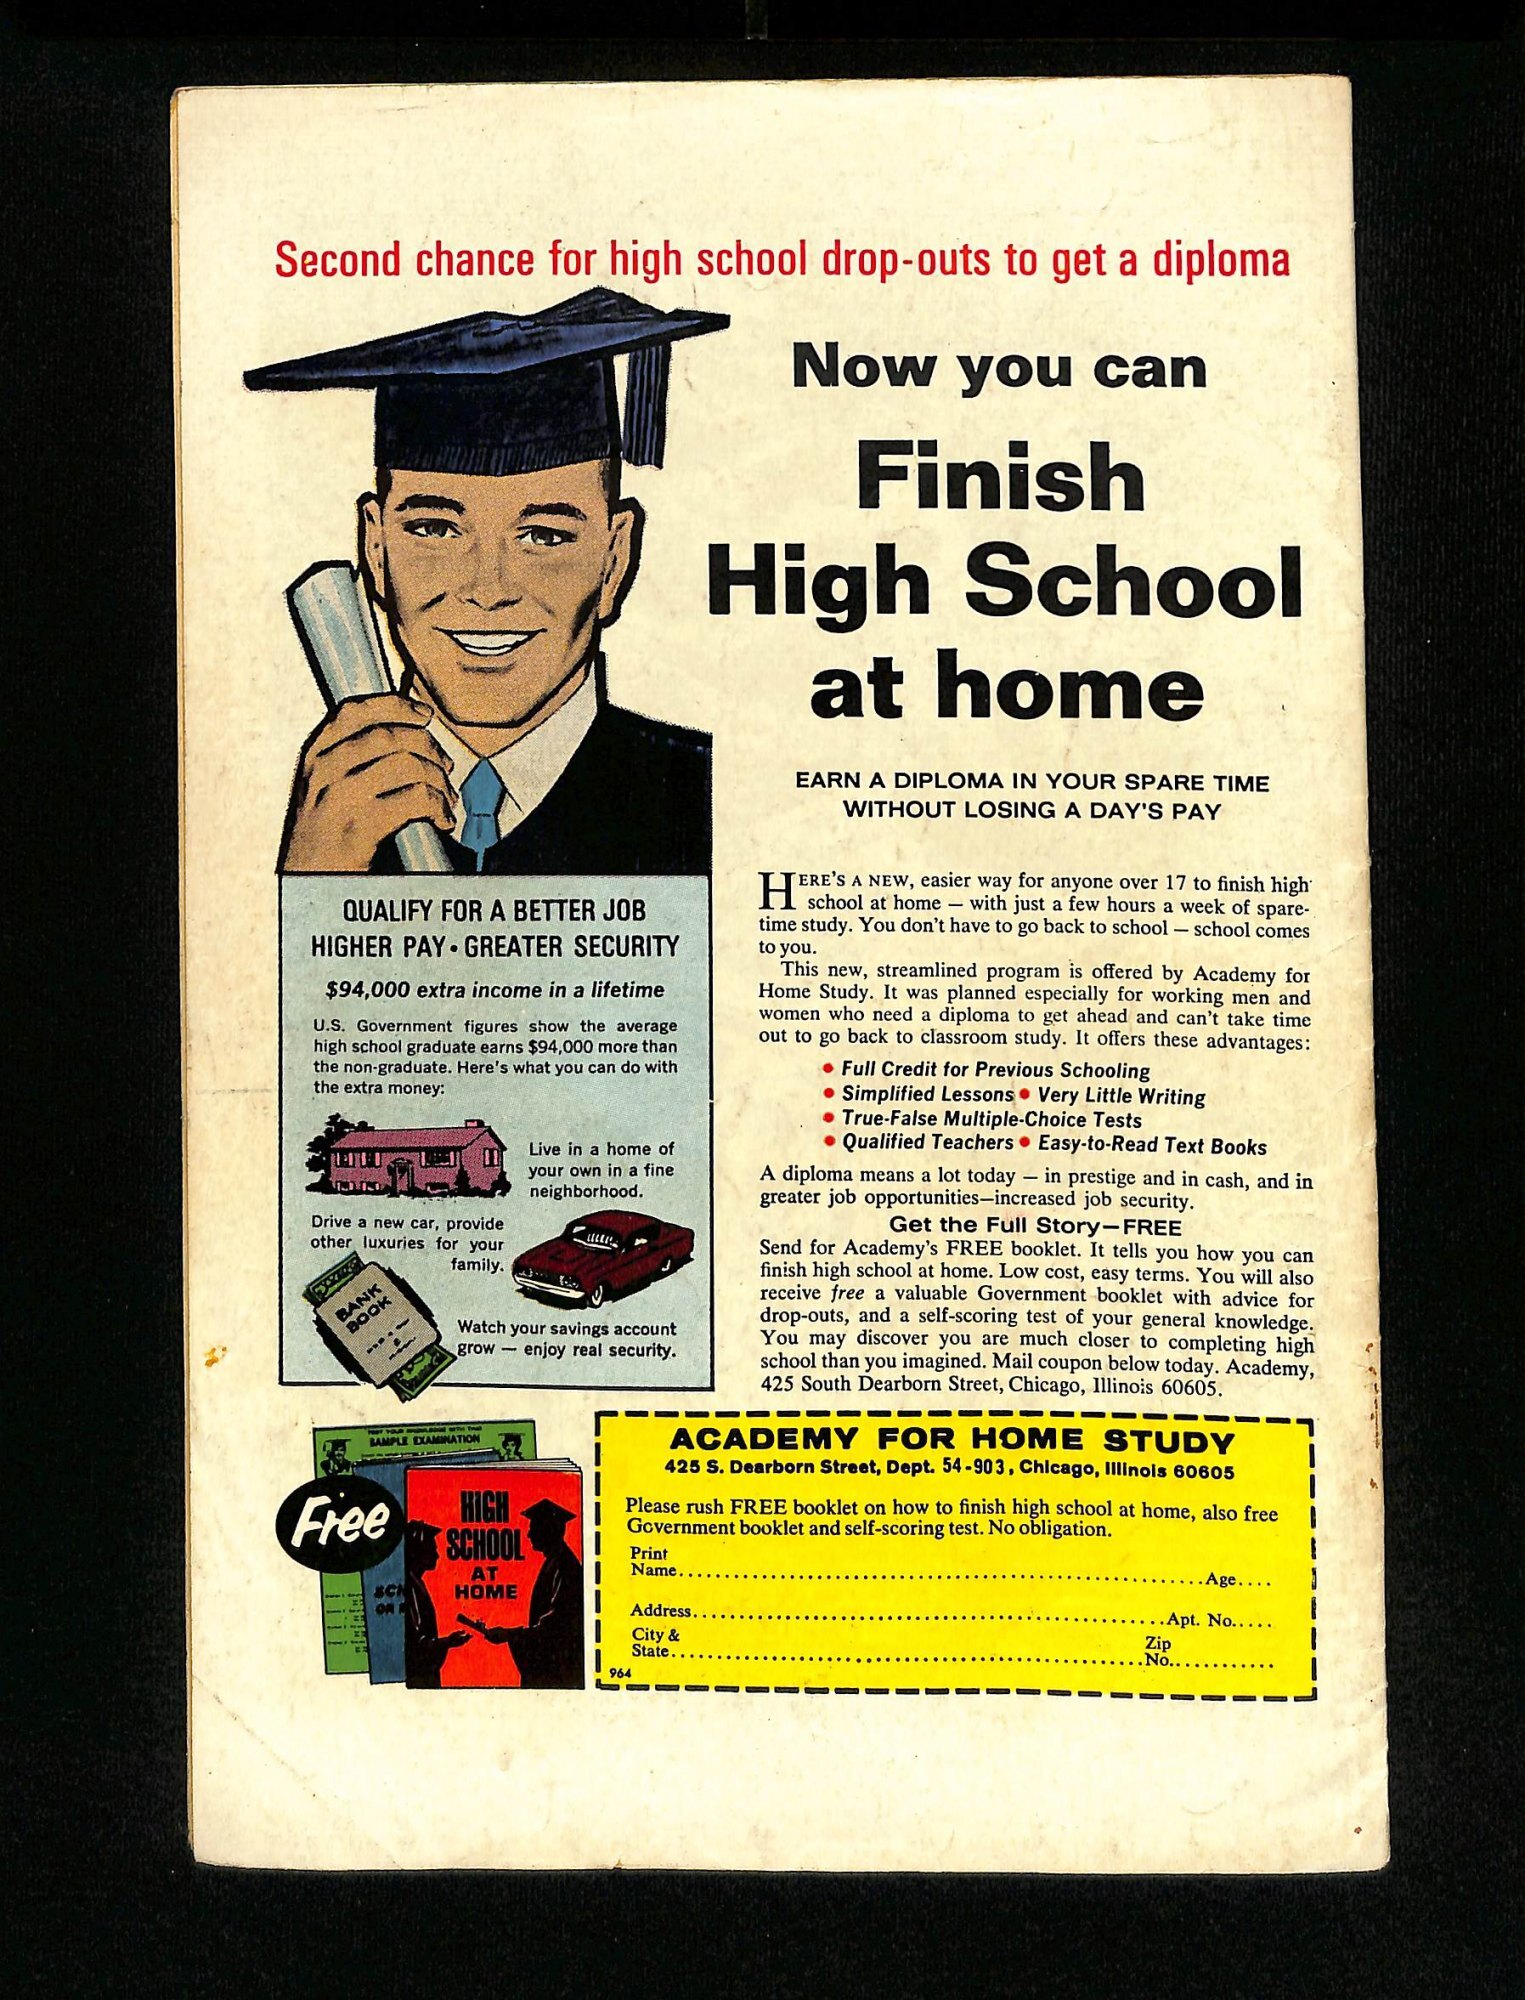 Second chance for high school drop-outs to get a diploma
Now you can
Finish
High School
at home
EARN A DIPLOMA IN YOUR SPARE TIME
WITHOUT LOSING A DAY'S PAY
HERE'S A NEW, easier way for anyone over 17 to finish high
school at home — with just a few hours a week of spare-
time study. You don't have to go back to school — school comes
to you.
This new, streamlined program is offered by Academy for
Home Study. It was planned especially for working men and
women who need a diploma to get ahead and can't take time
out to go back to classroom study. It offers these advantages:
• Full Credit for Previous Schooling
• Simplified Lessons • Very Little Writing
• True-False Multiple-Choice Tests
• Qualified Teachers • Easy-to-Read Text Books
A diploma means a lot today — in prestige and in cash, and in
greater job opportunities—increased job security.
Get the Full Story—FREE
Send for Academy's FREE booklet. It tells you how you can
finish high school at home. Low cost, easy terms. You will also
receive free a valuable Government booklet with advice for
drop-outs, and a self-scoring test of your general knowledge.
You may discover you are much closer to completing high
school than you imagined. Mail coupon below today. Academy,
425 South Dearborn Street, Chicago, Illinois 60605.
QUALIFY FOR A BETTER JOB
HIGHER PAY • GREATER SECURITY
$94,000 extra income in a lifetime
U.S. Government figures show the average
high school graduate earns $94,000 more than
the non-graduate. Here's what you can do with
the extra money:
Live in a home of
your own in a fine
neighborhood.
Drive a new car, provide
other luxuries for your
family.
BANK
BOOK
Watch your savings account
grow — enjoy real security.
TEST YOUR KNOWLEDGE WITH THIS
SAMPLE EXAMINATION
Free
HIGH
SCHOOL
AT
HOME
ACADEMY FOR HOME STUDY
425 S. Dearborn Street, Dept. 54-903, Chicago, Illinois 60605
Please rush FREE booklet on how to finish high school at home, also free
Government booklet and self-scoring test. No obligation.
Print
Name Age
Address Apt. No.
City & Zip
State No.
964